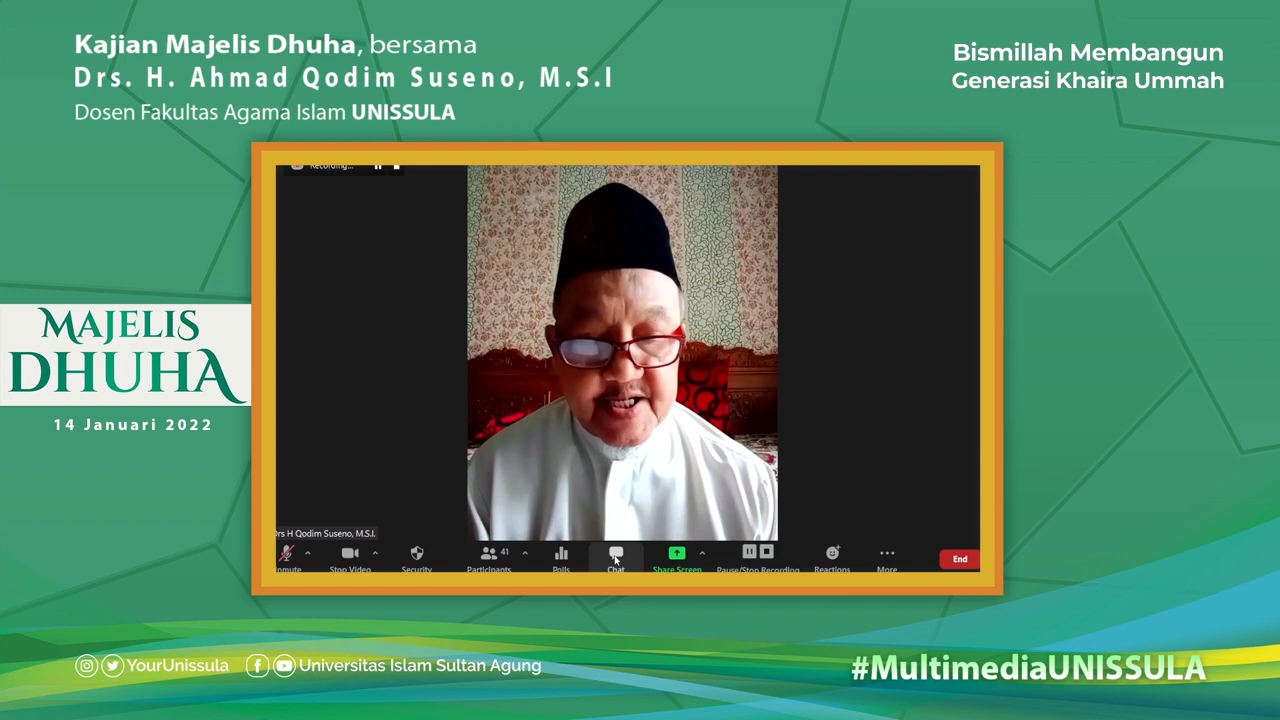 Kajian Majelis Dhuha, bersama
Drs. H. Ahmad Qodim Suseno, M.S.I
Dosen Fakultas Agama Islam UNISSULA
Bismillah Membangun
Generasi Khaira Ummah
Recording...
MAJELIS
DHUHA
14 Januari 2022
Drs H Qodim Suseno, M.S.I.
41
Unmute
Stop Video
Security
Participants
Polls
Chat
Share Screen
Pause/Stop Recording
Reactions
More
End
YourUnissula
Universitas Islam Sultan Agung
#MultimediaUNISSULA